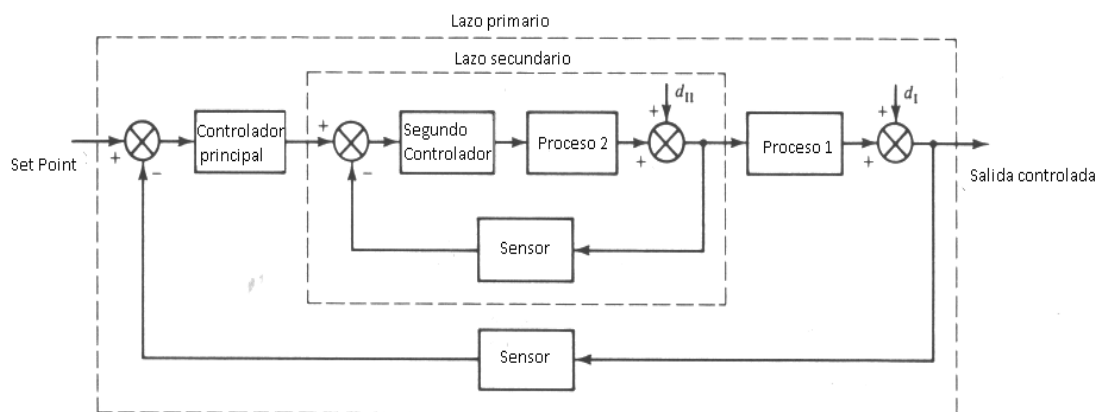 Lazo primario
Lazo secundario
d_II
d_I
+
+
+
+
+
+
−
−
Controlador
principal
Segundo
Controlador
Proceso 2
Proceso 1
Set Point
Salida controlada
Sensor
Sensor